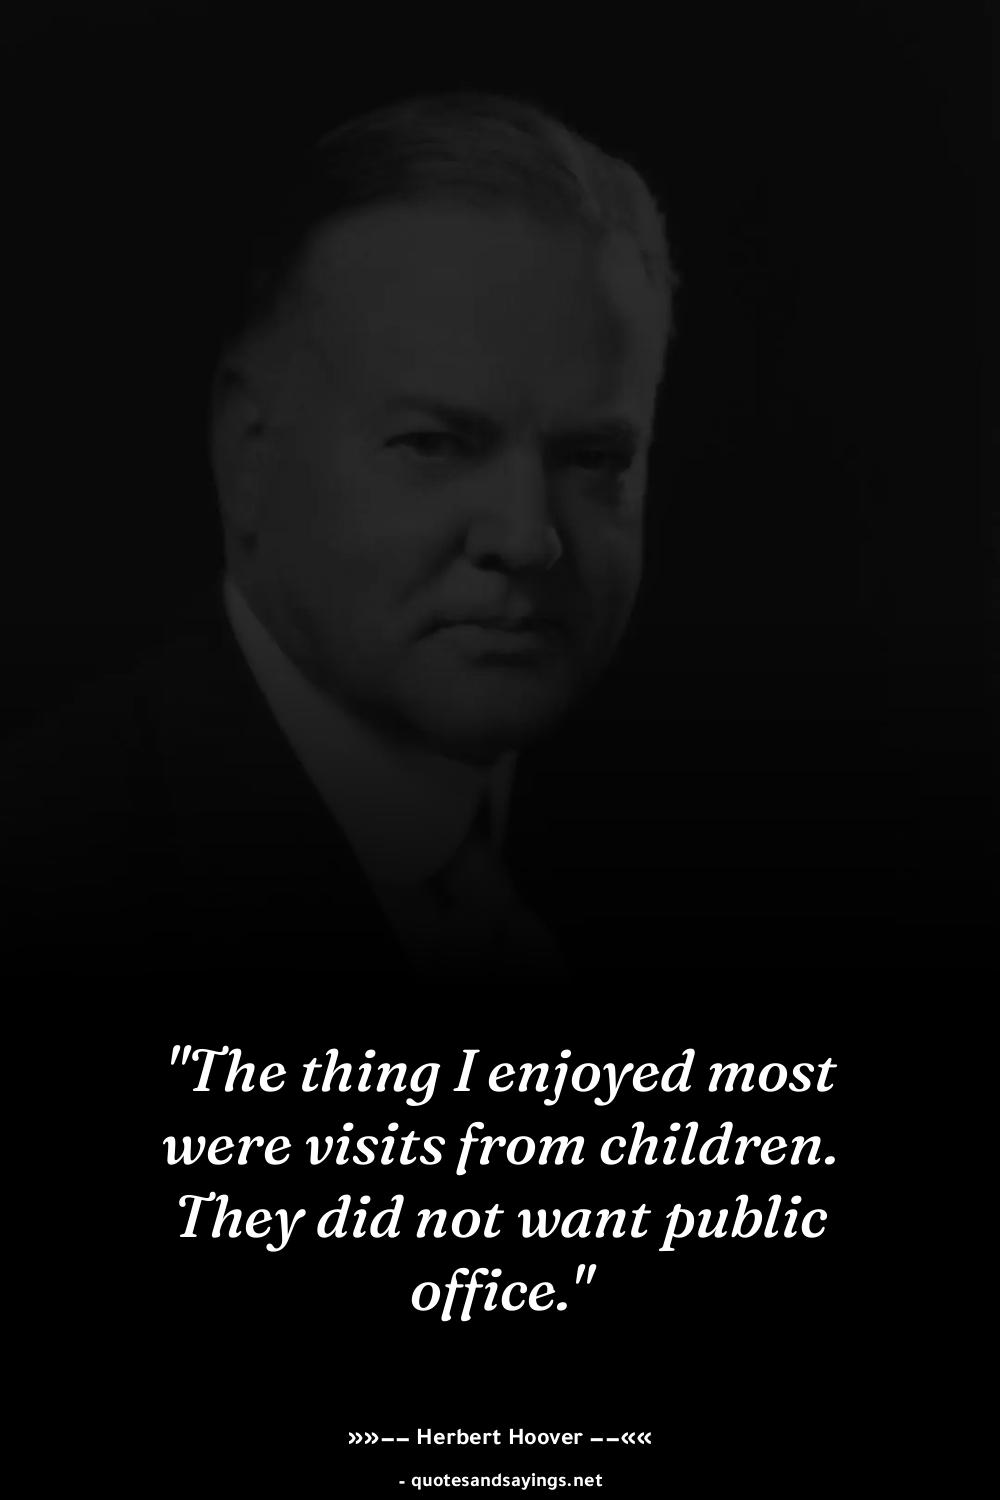 "The thing I enjoyed most
were visits from children.
They did not want public
office."
»»−− Herbert Hoover −−««
- quotesandsayings.net